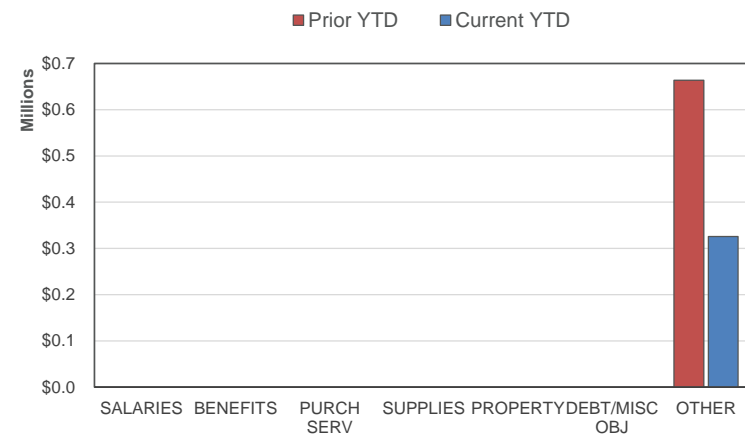 Prior YTD Current YTD
Millions
$0.7
$0.6
$0.5
$0.4
$0.3
$0.2
$0.1
$0.0
SALARIES BENEFITS PURCH SERV SUPPLIES PROPERTY DEBT/MISC OBJ OTHER